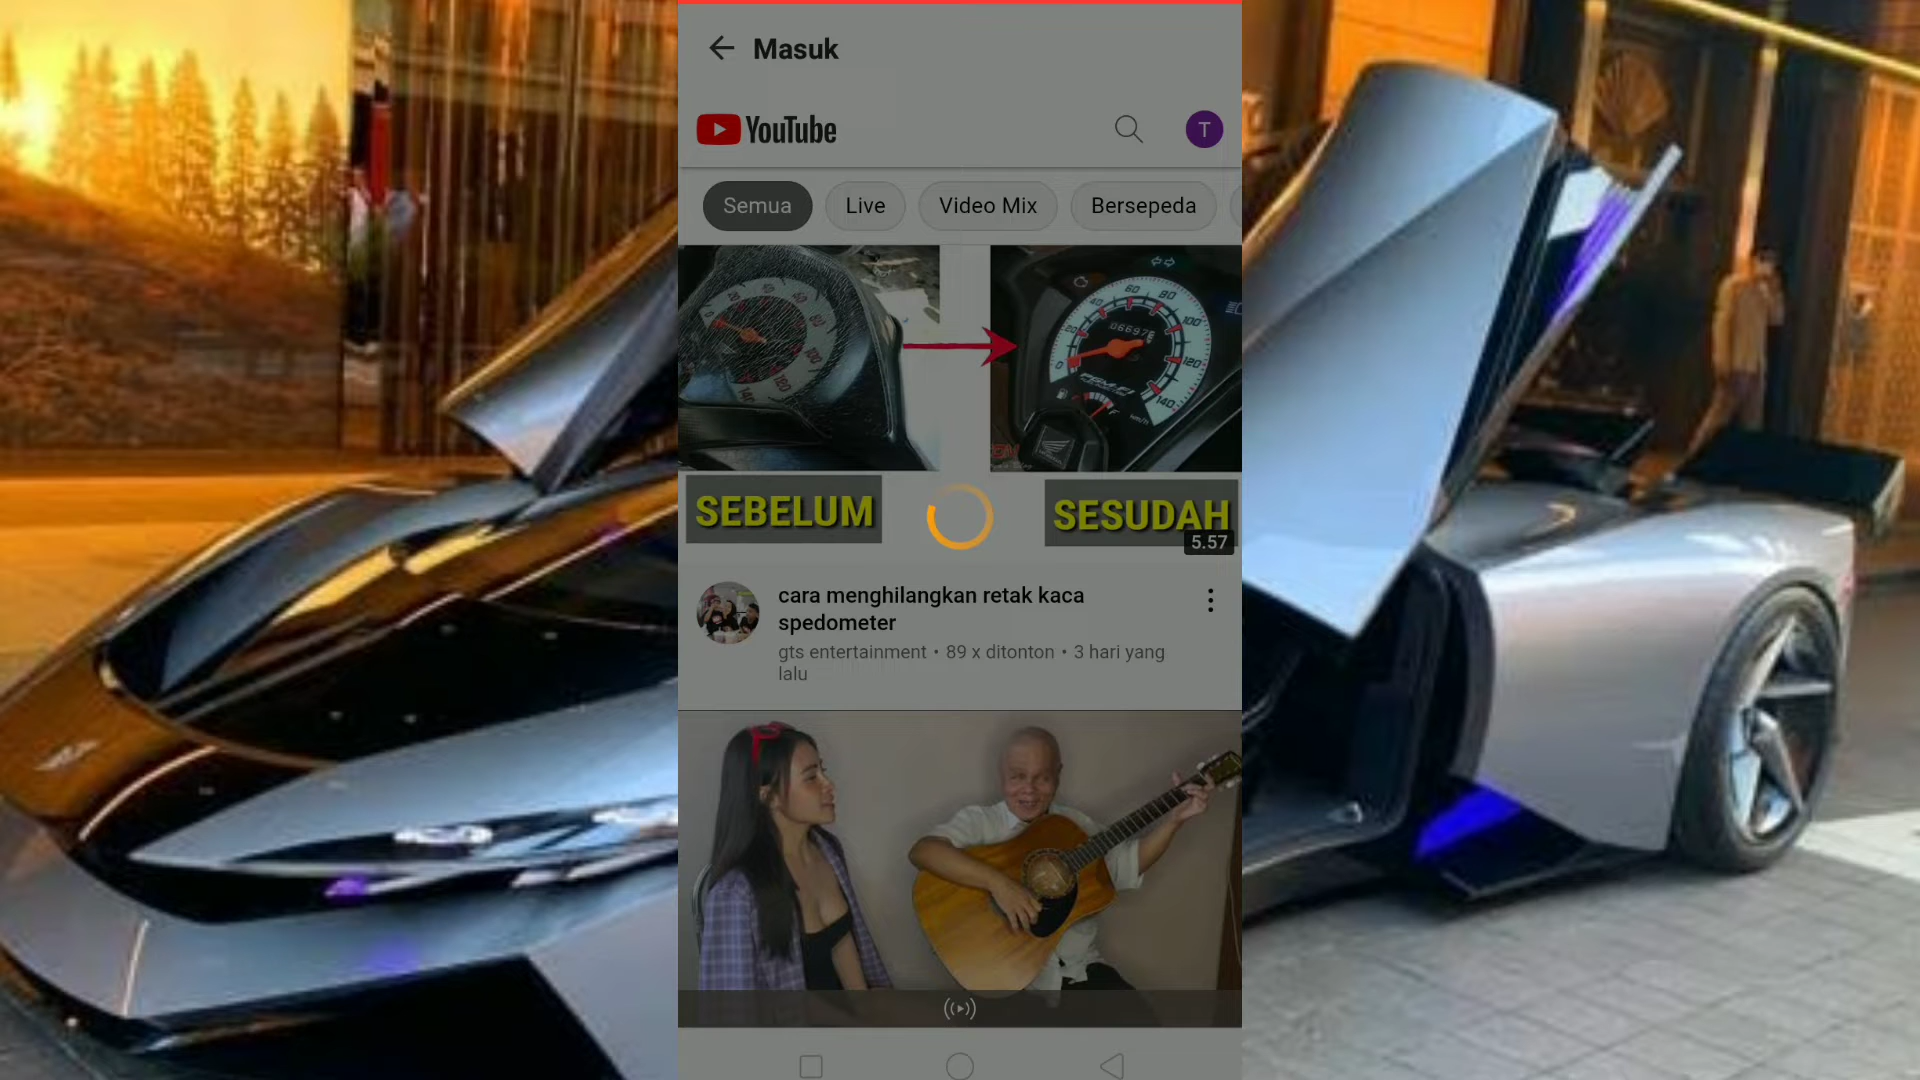 Masuk
YouTube
T
Semua
Live
Video Mix
Bersepeda
SEBELUM
SESUDAH
5.57
cara menghilangkan retak kaca
spedometer
gts entertainment • 89 x ditonton • 3 hari yang
lalu